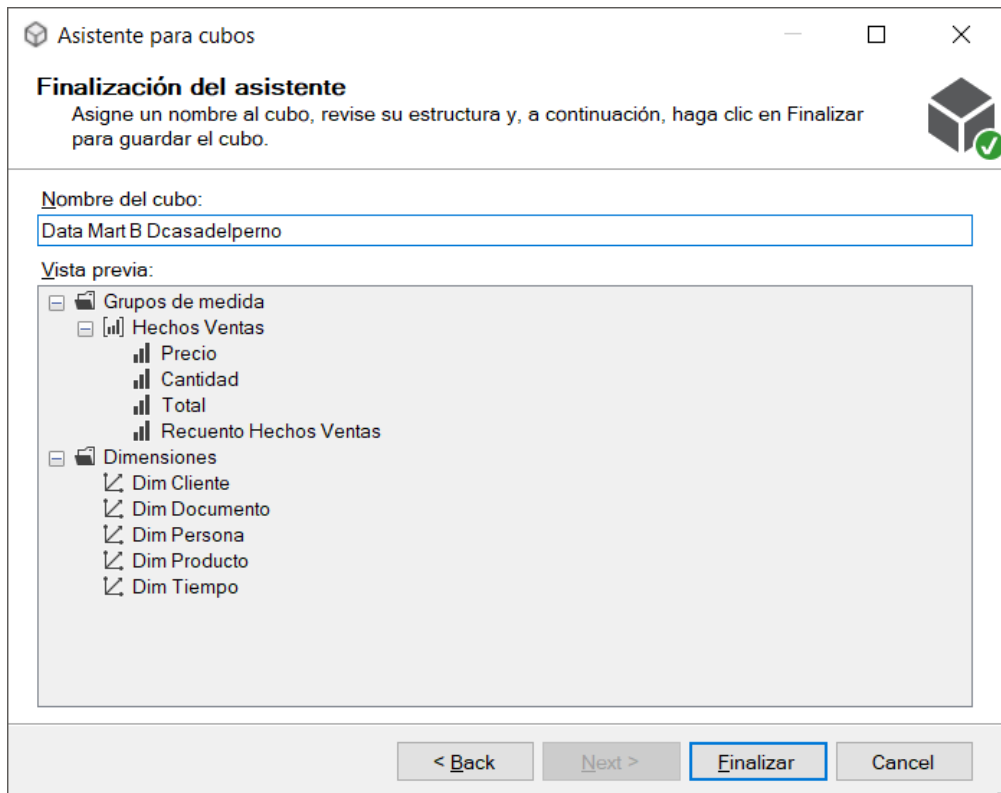 Asistente para cubos
Finalización del asistente
Asigne un nombre al cubo, revise su estructura y, a continuación, haga clic en Finalizar
para guardar el cubo.
Nombre del cubo:
Data Mart B Dcasadelperno
Vista previa:
Grupos de medida
Hechos Ventas
Precio
Cantidad
Total
Recuento Hechos Ventas
Dimensiones
Dim Cliente
Dim Documento
Dim Persona
Dim Producto
Dim Tiempo
< Back Next > Finalizar Cancel